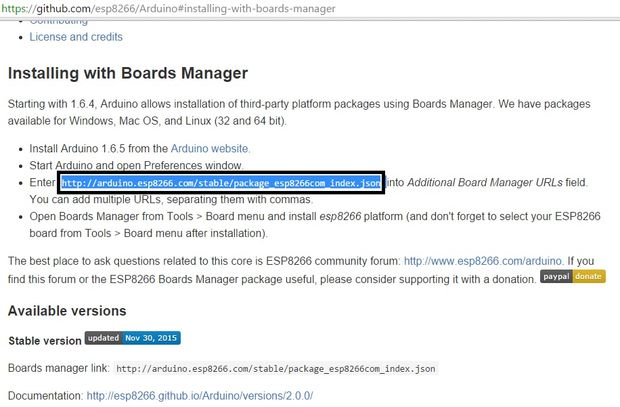 https://github.com/esp8266/Arduino#installing-with-boards-manager
Contributing
License and credits
Installing with Boards Manager
Starting with 1.6.4, Arduino allows installation of third-party platform packages using Boards Manager. We have packages
available for Windows, Mac OS, and Linux (32 and 64 bit).
Install Arduino 1.6.5 from the Arduino website.
Start Arduino and open Preferences window.
Enter http://arduino.esp8266.com/stable/package_esp8266com_index.json into Additional Board Manager URLs field.
You can add multiple URLs, separating them with commas.
Open Boards Manager from Tools > Board menu and install esp8266 platform (and don't forget to select your ESP8266
board from Tools > Board menu after installation).
The best place to ask questions related to this core is ESP8266 community forum: http://www.esp8266.com/arduino. If you
find this forum or the ESP8266 Boards Manager package useful, please consider supporting it with a donation. paypal donate
Available versions
Stable version updated Nov 30, 2015
Boards manager link: http://arduino.esp8266.com/stable/package_esp8266com_index.json
Documentation: http://esp8266.github.io/Arduino/versions/2.0.0/